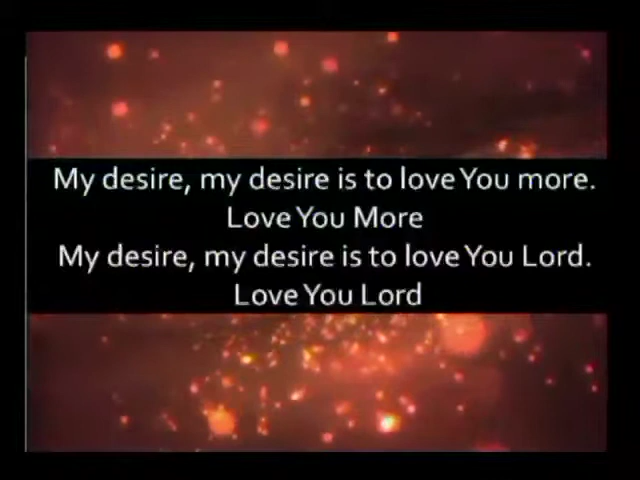 My desire, my desire is to love You more.
Love You More
My desire, my desire is to love You Lord.
Love You Lord